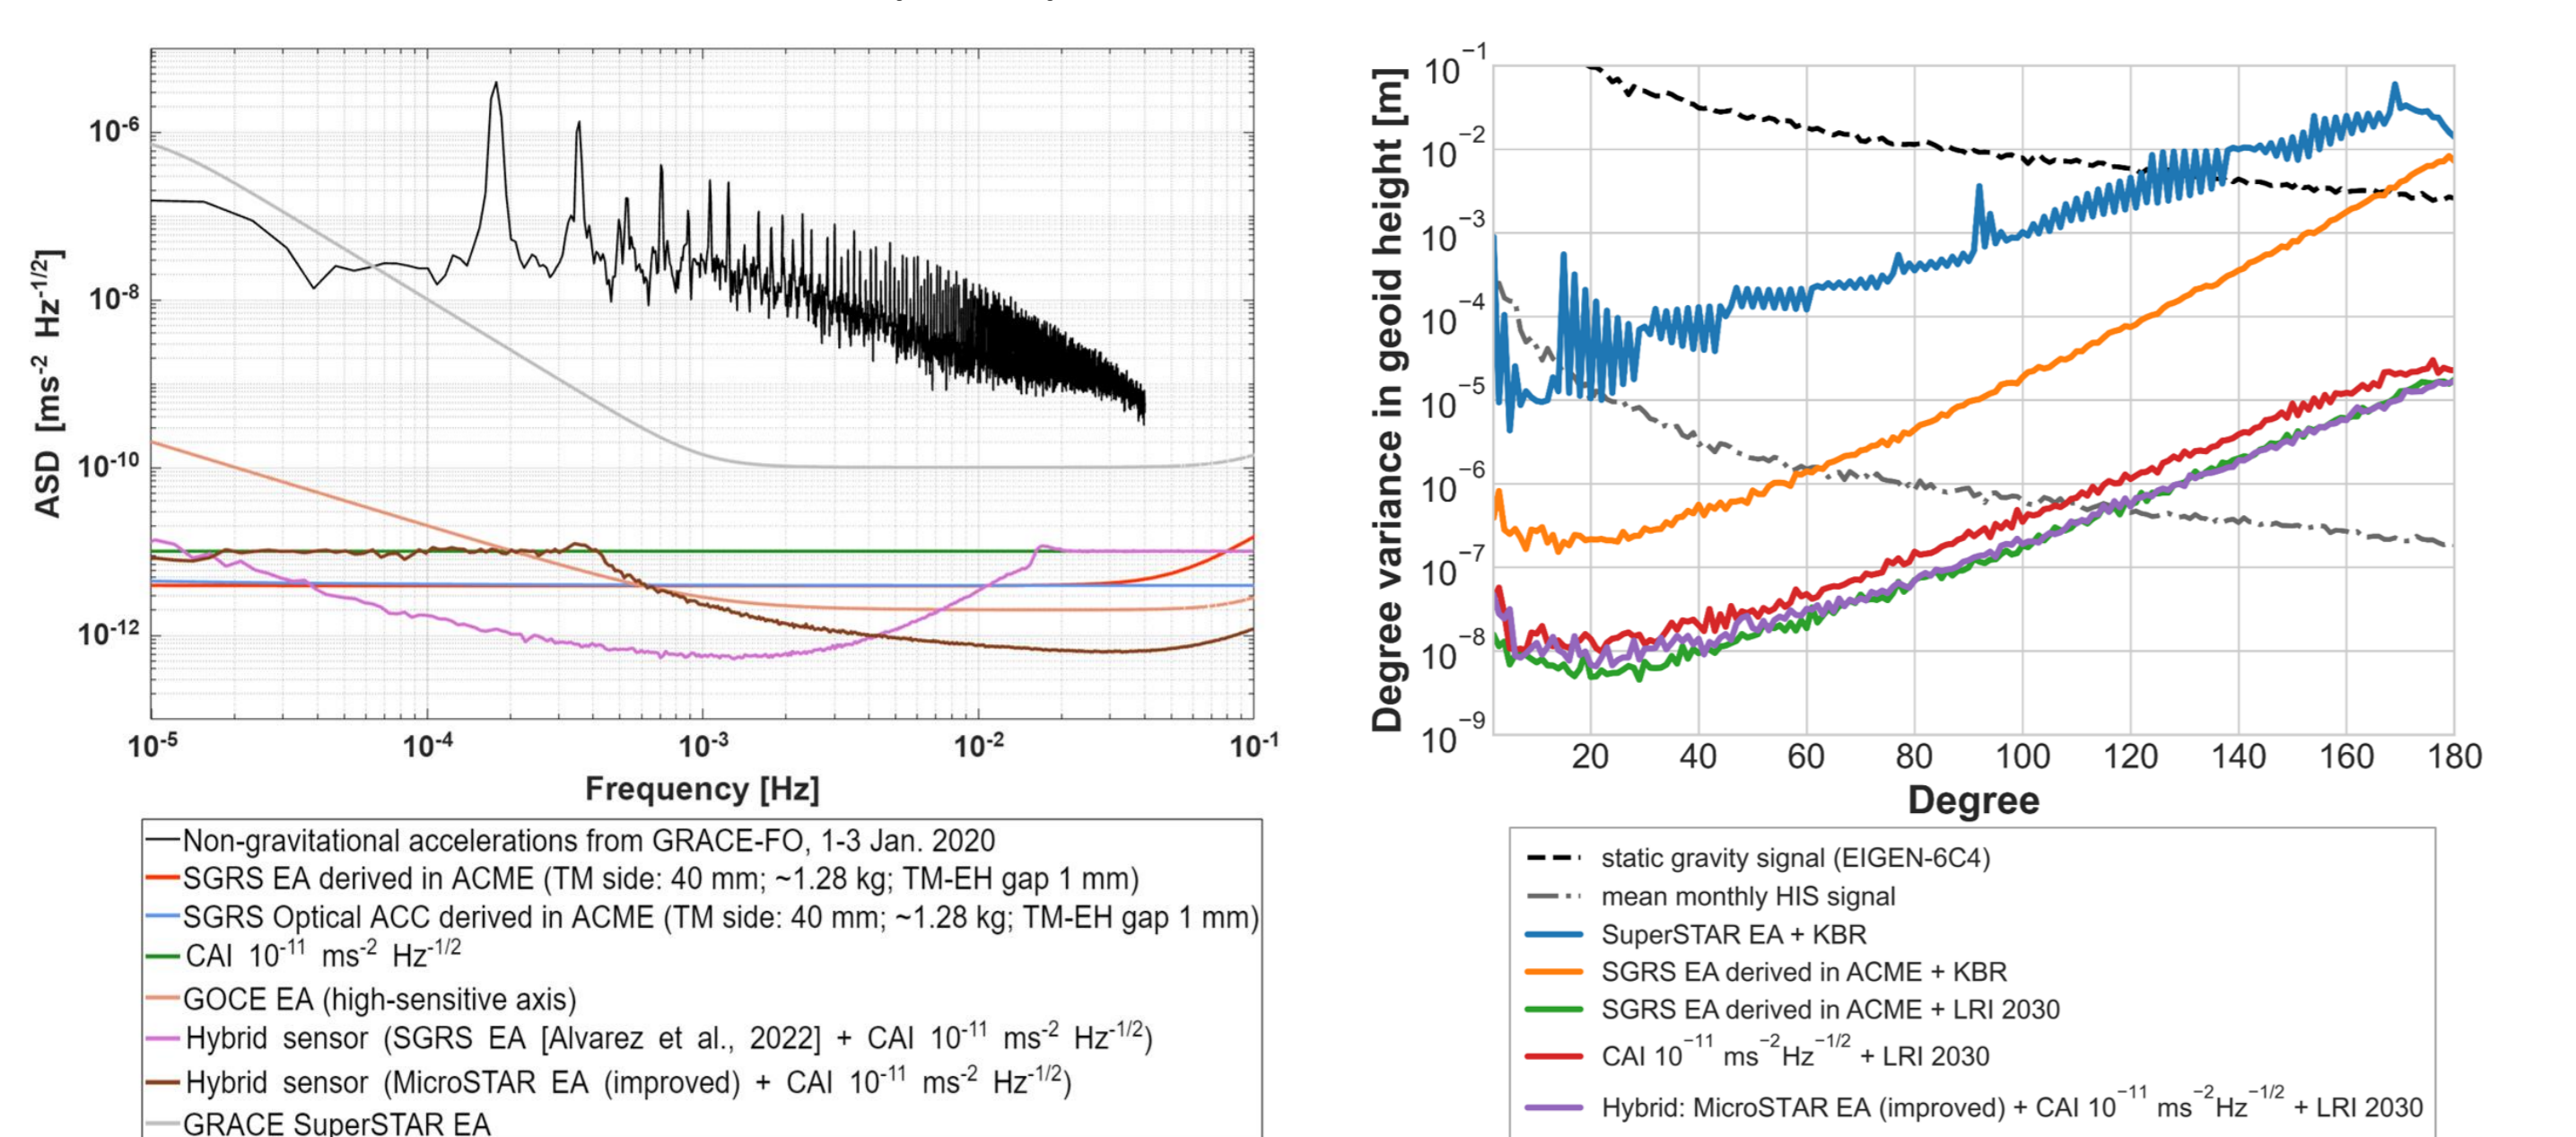 ASD [ms-2 Hz-1/2]
10-6
10-8
10-10
10-12
10-5 10-4 10-3 10-2 10-1
Frequency [Hz]
Non-gravitational accelerations from GRACE-FO, 1-3 Jan. 2020
SGRS EA derived in ACME (TM side: 40 mm; ~1.28 kg; TM-EH gap 1 mm)
SGRS Optical ACC derived in ACME (TM side: 40 mm; ~1.28 kg; TM-EH gap 1 mm)
CAI 10-11 ms-2 Hz-1/2
GOCE EA (high-sensitive axis)
Hybrid sensor (SGRS EA [Alvarez et al., 2022] + CAI 10-11 ms-2 Hz-1/2)
Hybrid sensor (MicroSTAR EA (improved) + CAI 10-11 ms-2 Hz-1/2)
GRACE SuperSTAR EA
Degree variance in geoid height [m]
10−1
10−2
10−3
10−4
10−5
10−6
10−7
10−8
10−9
20 40 60 80 100 120 140 160 180
Degree
static gravity signal (EIGEN-6C4)
mean monthly HIS signal
SuperSTAR EA + KBR
SGRS EA derived in ACME + KBR
SGRS EA derived in ACME + LRI 2030
CAI 10−11 ms−2Hz−1/2 + LRI 2030
Hybrid: MicroSTAR EA (improved) + CAI 10−11 ms−2Hz−1/2 + LRI 2030